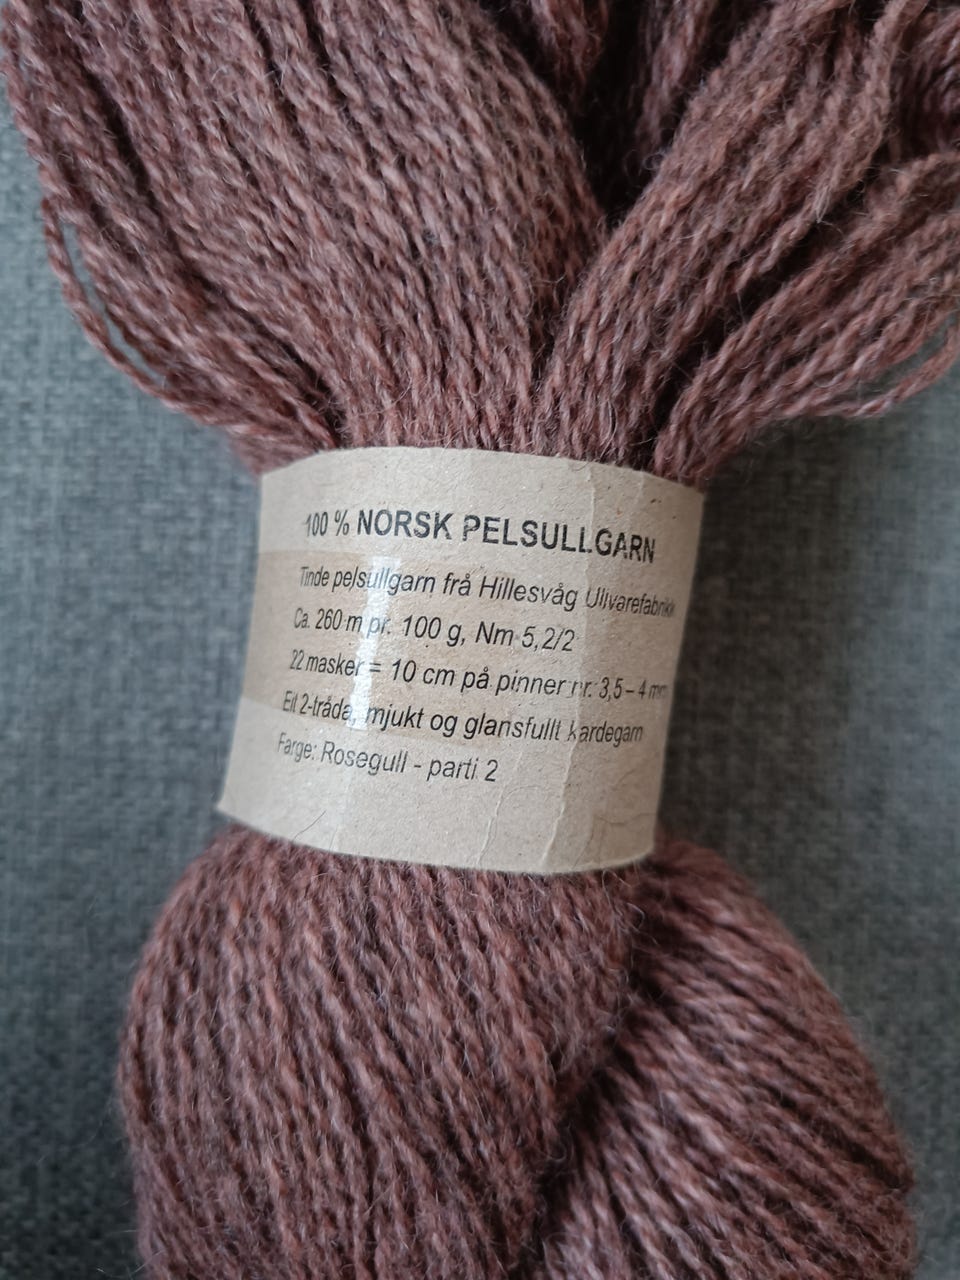 100 % NORSK PELSULLGARN
Tinde pelsullgarn frå Hillesvåg Ullvarefabrikk
Ca. 260 m pr. 100 g, Nm 5,2/2
22 masker = 10 cm på pinner nr. 3,5 – 4 mm
Eit 2-tråda, mjukt og glansfullt kardegarn
Farge: Rosegull - parti 2